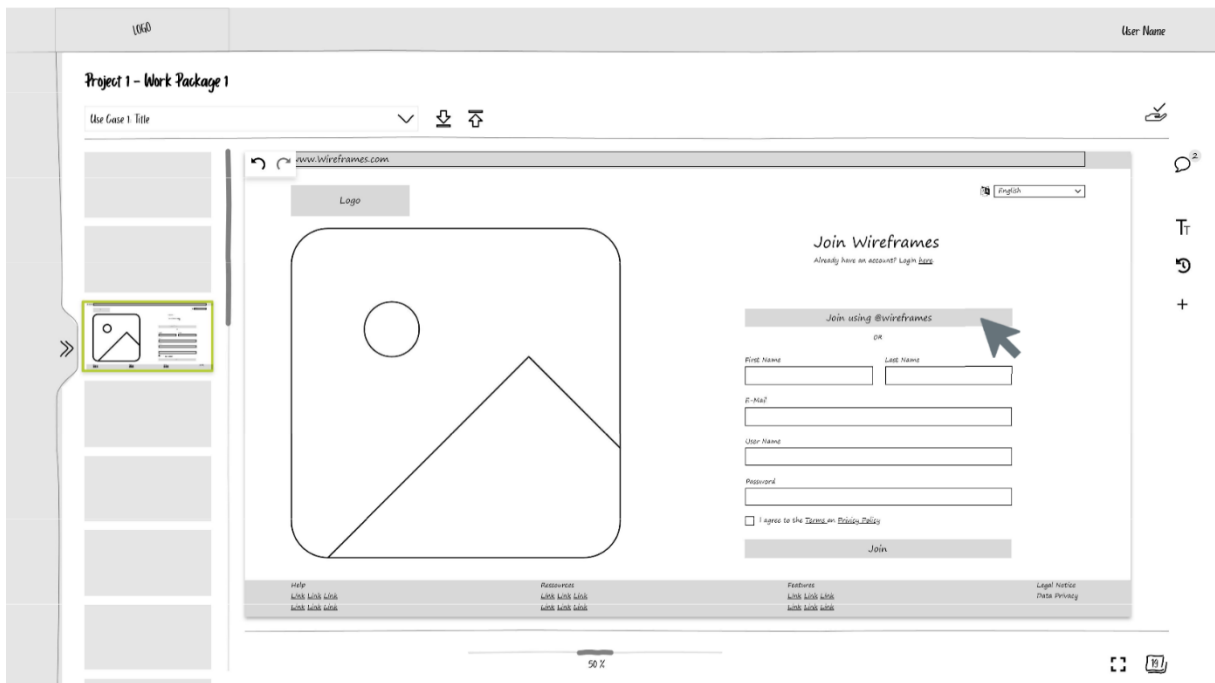 LOGO
User Name
Project 1 - Work Package 1
Use Case 1: Title
www.Wireframes.com
2
Logo
English
Join Wireframes
Already have an account? Login here.
Join using @wireframes
OR
First Name
Last Name
E-Mail
User Name
Password
I agree to the Terms an Privicy Policy
Join
Help
Link Link Link
Link Link Link
Ressources
Link Link Link
Link Link Link
Features
Link Link Link
Link Link Link
Legal Notice
Data Privacy
50 %
19